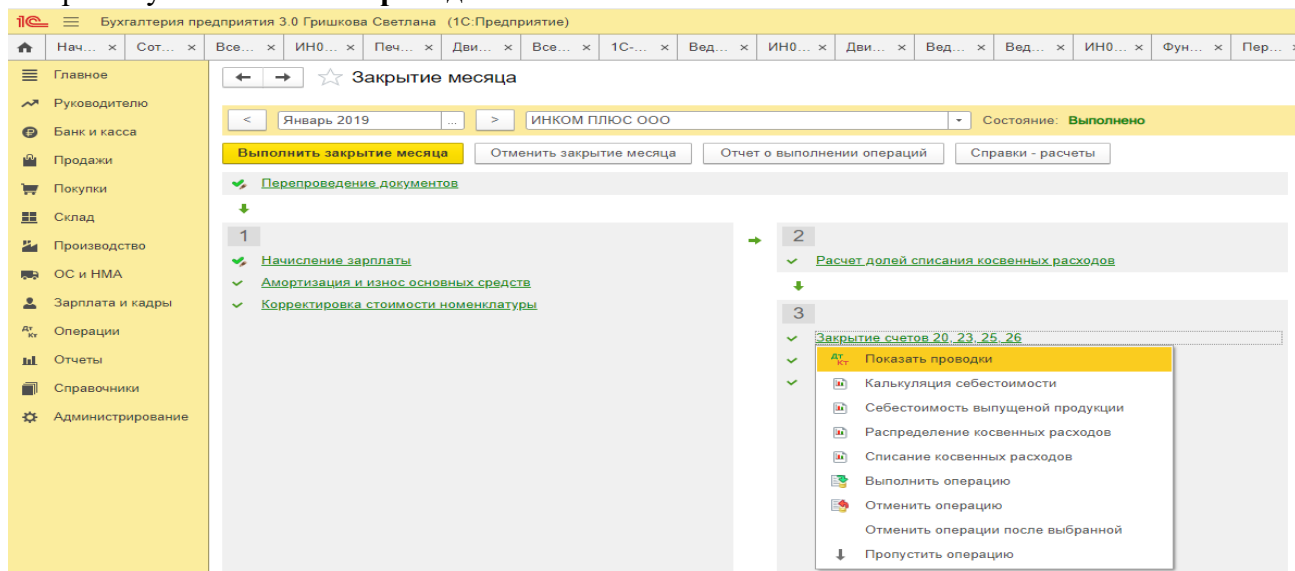 Бухгалтерия предприятия 3.0 Гришкова Светлана (1С:Предприятие)
Нач... × Сот... × Все... × ИН0... × Печ... × Дви... × Все... × 1С-... × Вед... × ИН0... × Дви... × Вед... × Вед... × ИН0... × Фун... × Пер...
Главное
Руководителю
Банк и касса
Продажи
Покупки
Склад
Производство
ОС и НМА
Зарплата и кадры
Операции
Отчеты
Справочники
Администрирование
Закрытие месяца
< Январь 2019 ... > ИНКОМ ПЛЮС ООО Состояние: Выполнено
Выполнить закрытие месяца Отменить закрытие месяца Отчет о выполнении операций Справки - расчеты
Перепроведение документов
1
Начисление зарплаты
Амортизация и износ основных средств
Корректировка стоимости номенклатуры
2
Расчет долей списания косвенных расходов
3
Закрытие счетов 20, 23, 25, 26
Показать проводки
Калькуляция себестоимости
Себестоимость выпущеной продукции
Распределение косвенных расходов
Списание косвенных расходов
Выполнить операцию
Отменить операцию
Отменить операции после выбранной
Пропустить операцию